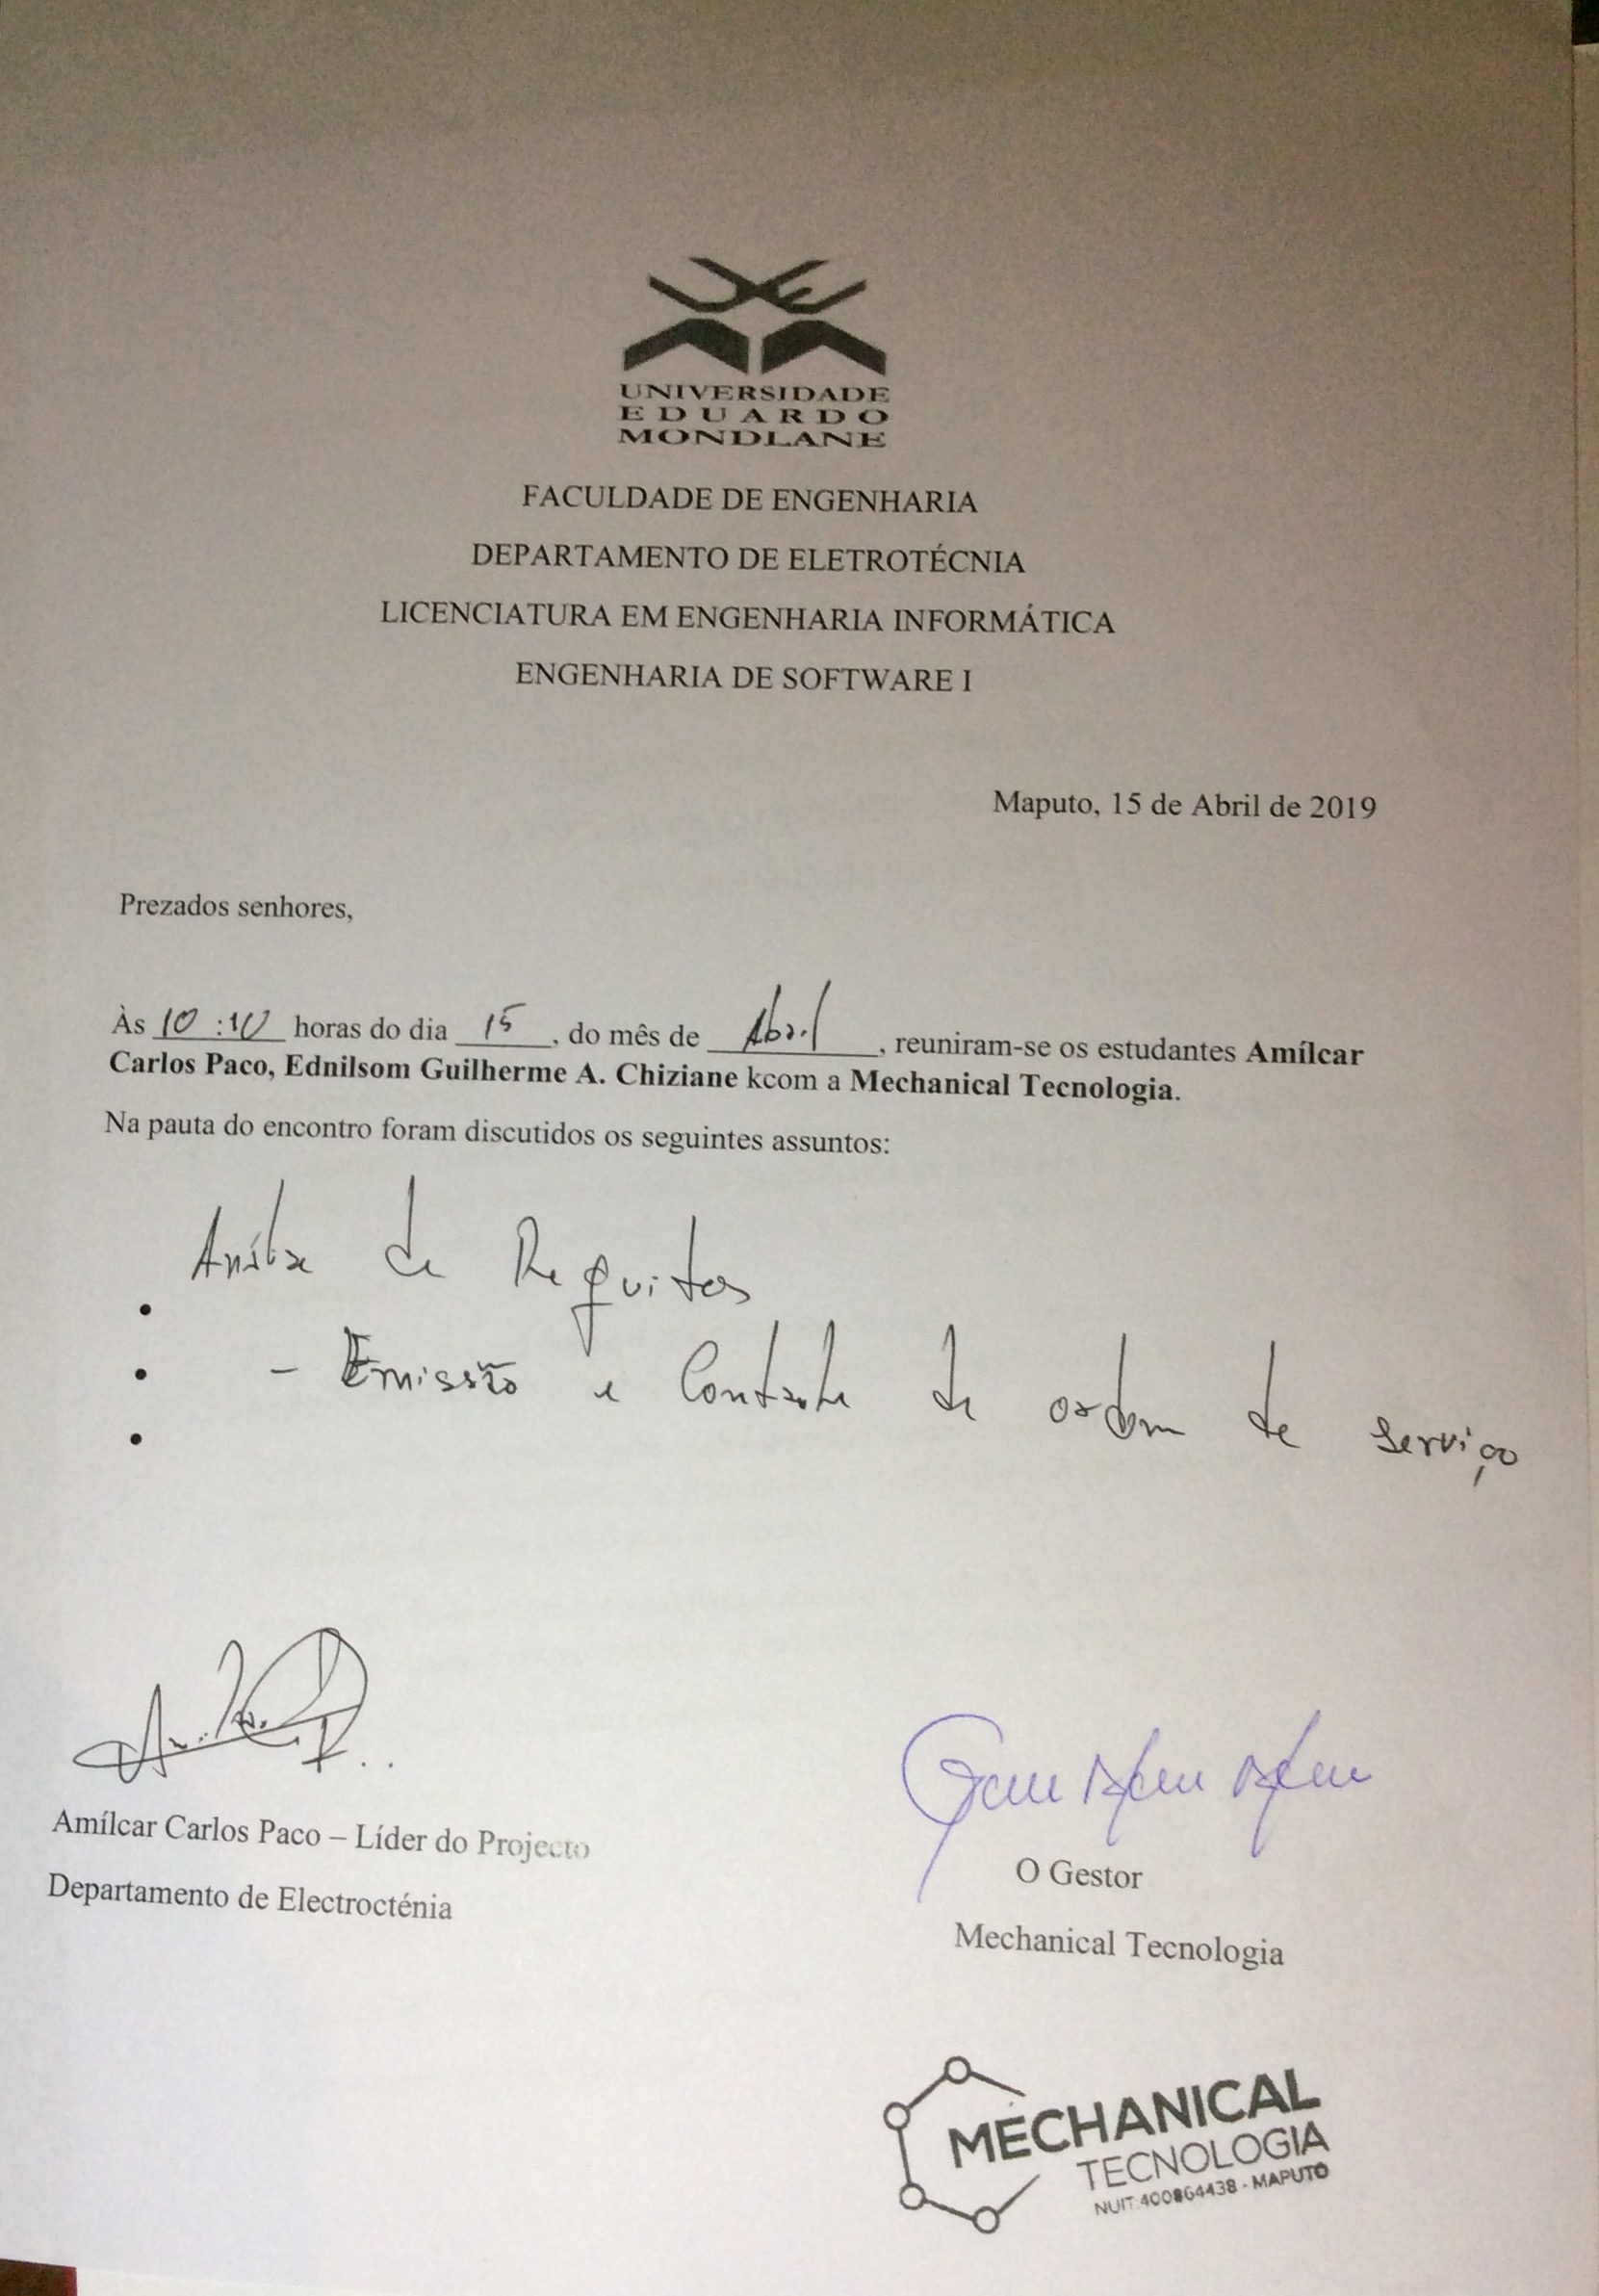 UNIVERSIDADE
EDUARDO
MONDLANE
FACULDADE DE ENGENHARIA
DEPARTAMENTO DE ELETROTÉCNIA
LICENCIATURA EM ENGENHARIA INFORMÁTICA
ENGENHARIA DE SOFTWARE I
Maputo, 15 de Abril de 2019
Prezados senhores,
Às 10:10 horas do dia 15, do mês de Abril, reuniram-se os estudantes Amílcar
Carlos Paco, Ednilsom Guilherme A. Chiziane kcom a Mechanical Tecnologia.
Na pauta do encontro foram discutidos os seguintes assuntos:
de Requitos
- Emissão e Controle de ordem de serviço
Amílcar Carlos Paco – Líder do Projecto
Departamento de Electrocténia
O Gestor
Mechanical Tecnologia
MECHANICAL
TECNOLOGIA
NUIT:400864438 - MAPUTO